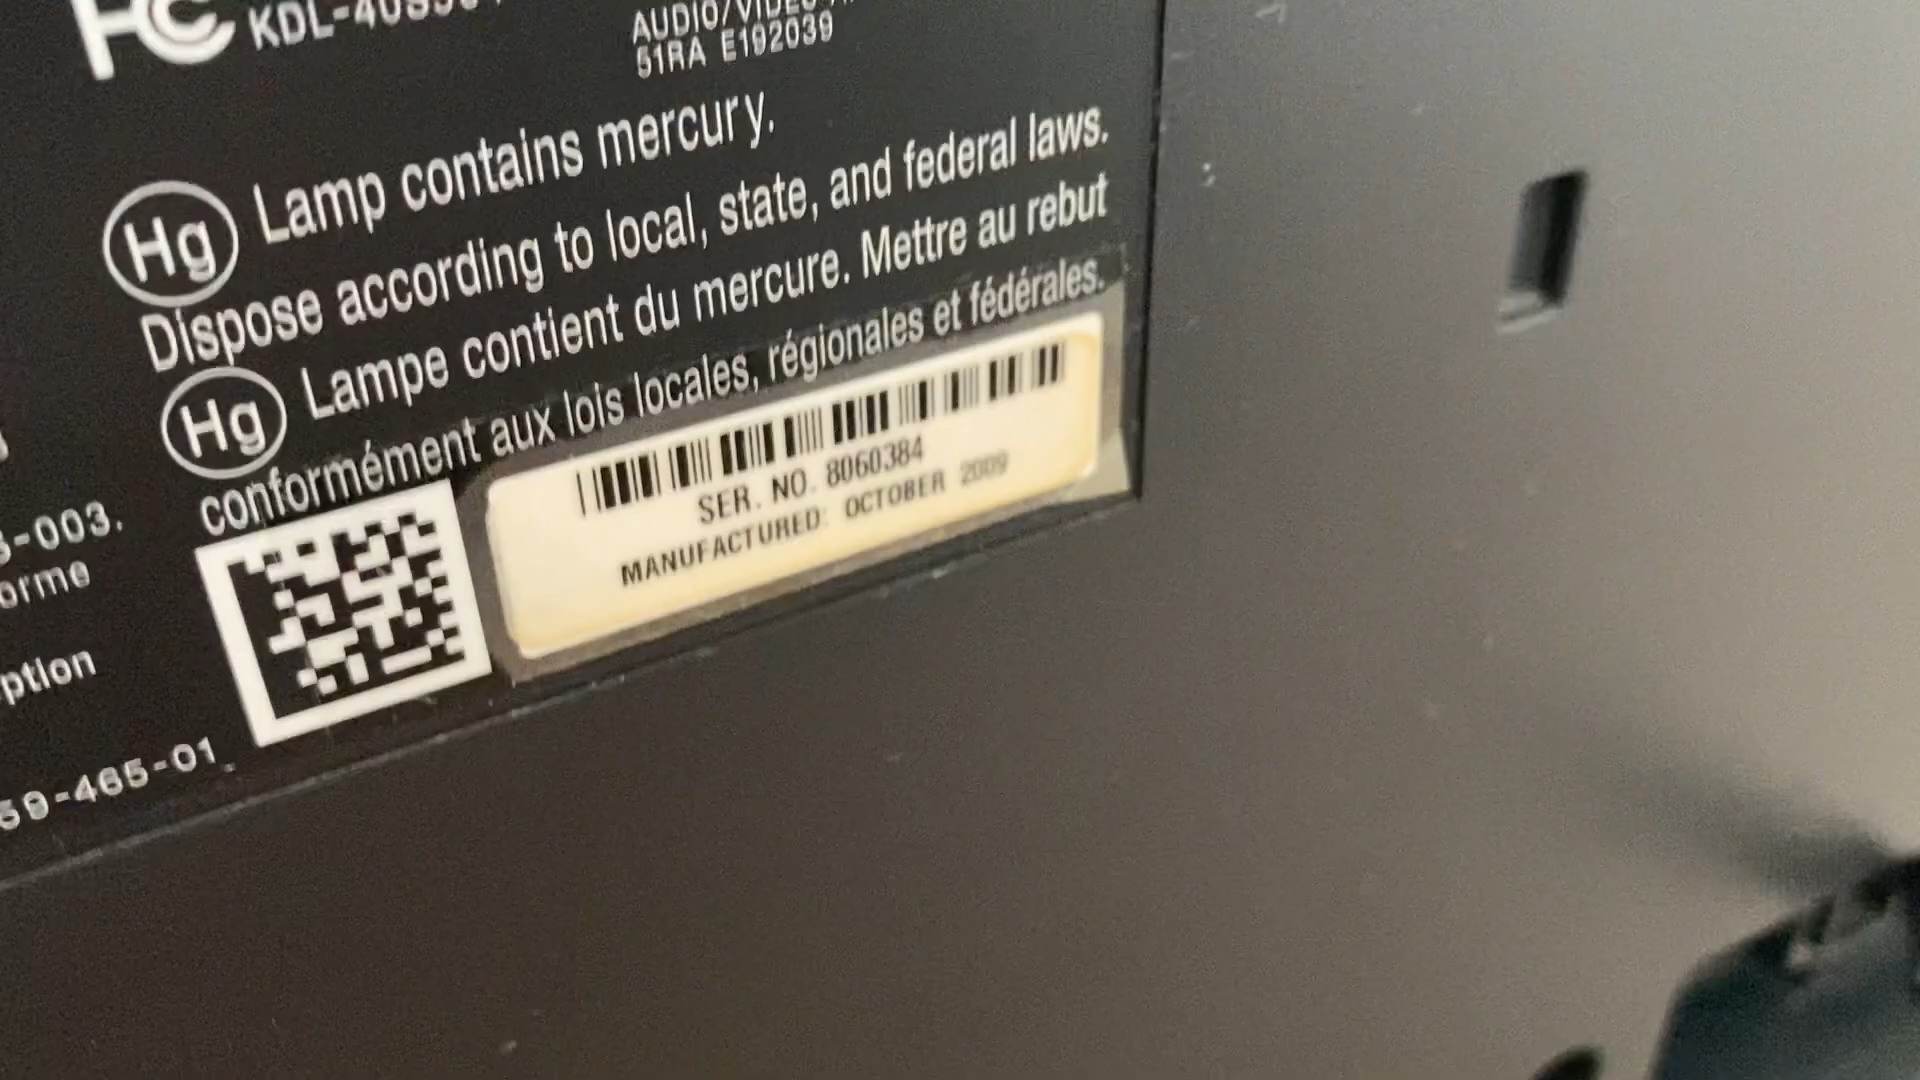 FC
AUDIO/VIDEO
51RA E192039
Hg Lamp contains mercury.
Dispose according to local, state, and federal laws.
Hg Lampe contient du mercure. Mettre au rebut
conformément aux lois locales, régionales et fédérales.
SER. NO. 8060384
MANUFACTURED: OCTOBER 2009
-003.
orme
ption
59-465-01